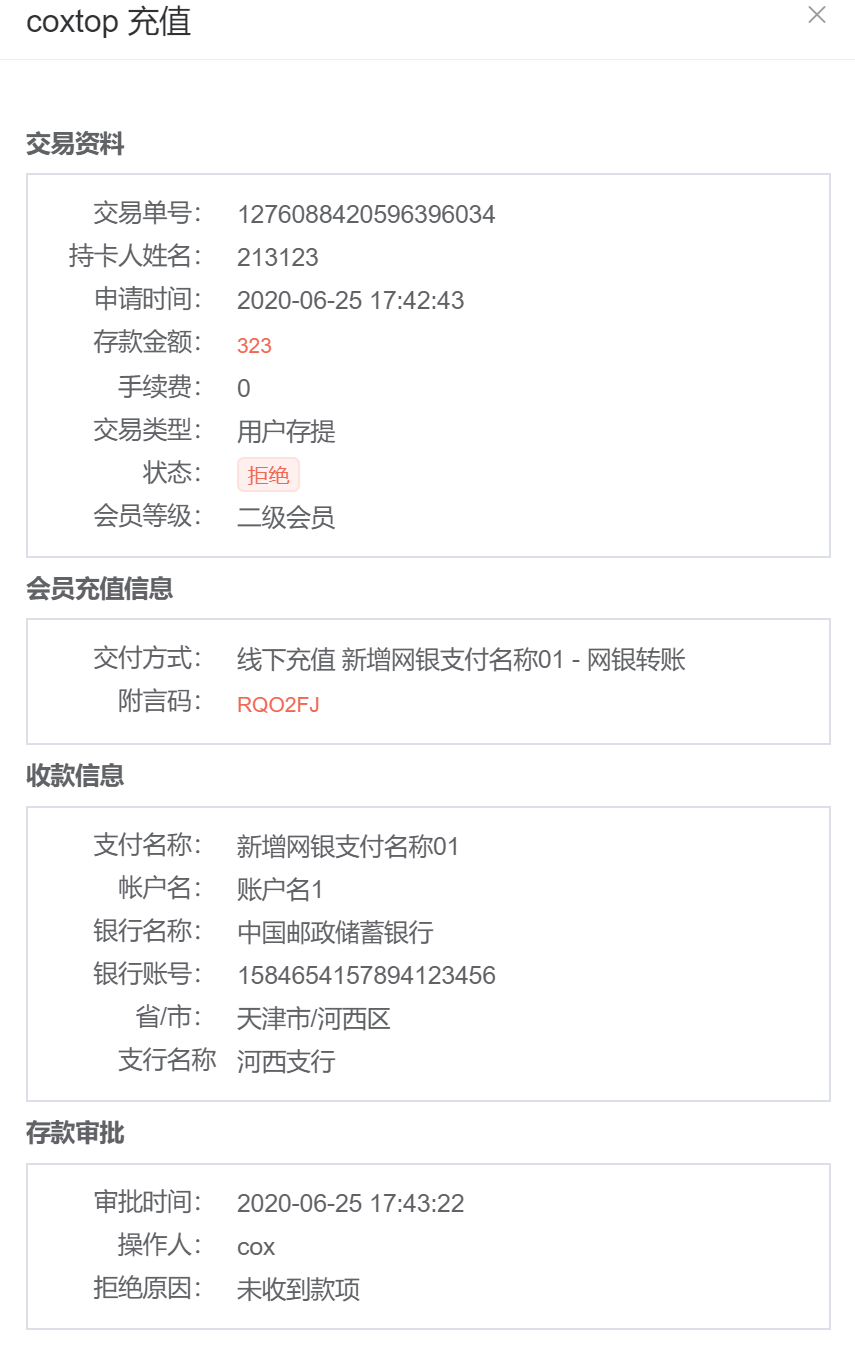 coxtop 充值
交易资料
交易单号： 1276088420596396034
持卡人姓名： 213123
申请时间： 2020-06-25 17:42:43
存款金额： 323
手续费： 0
交易类型： 用户存提
状态： 拒绝
会员等级： 二级会员
会员充值信息
交付方式： 线下充值 新增网银支付名称01 - 网银转账
附言码： RQO2FJ
收款信息
支付名称： 新增网银支付名称01
帐户名： 账户名1
银行名称： 中国邮政储蓄银行
银行账号： 1584654157894123456
省/市： 天津市/河西区
支行名称 河西支行
存款审批
审批时间： 2020-06-25 17:43:22
操作人： cox
拒绝原因： 未收到款项